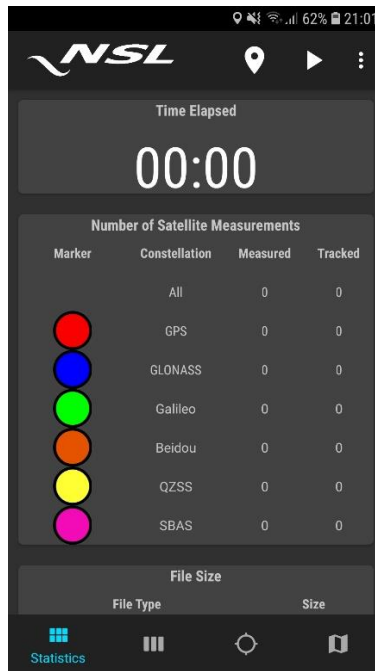 62% 21:01
NSL
Time Elapsed
00:00
Number of Satellite Measurements
Marker Constellation Measured Tracked
All 0 0
GPS 0 0
GLONASS 0 0
Galileo 0 0
Beidou 0 0
QZSS 0 0
SBAS 0 0
File Size
File Type Size
Statistics